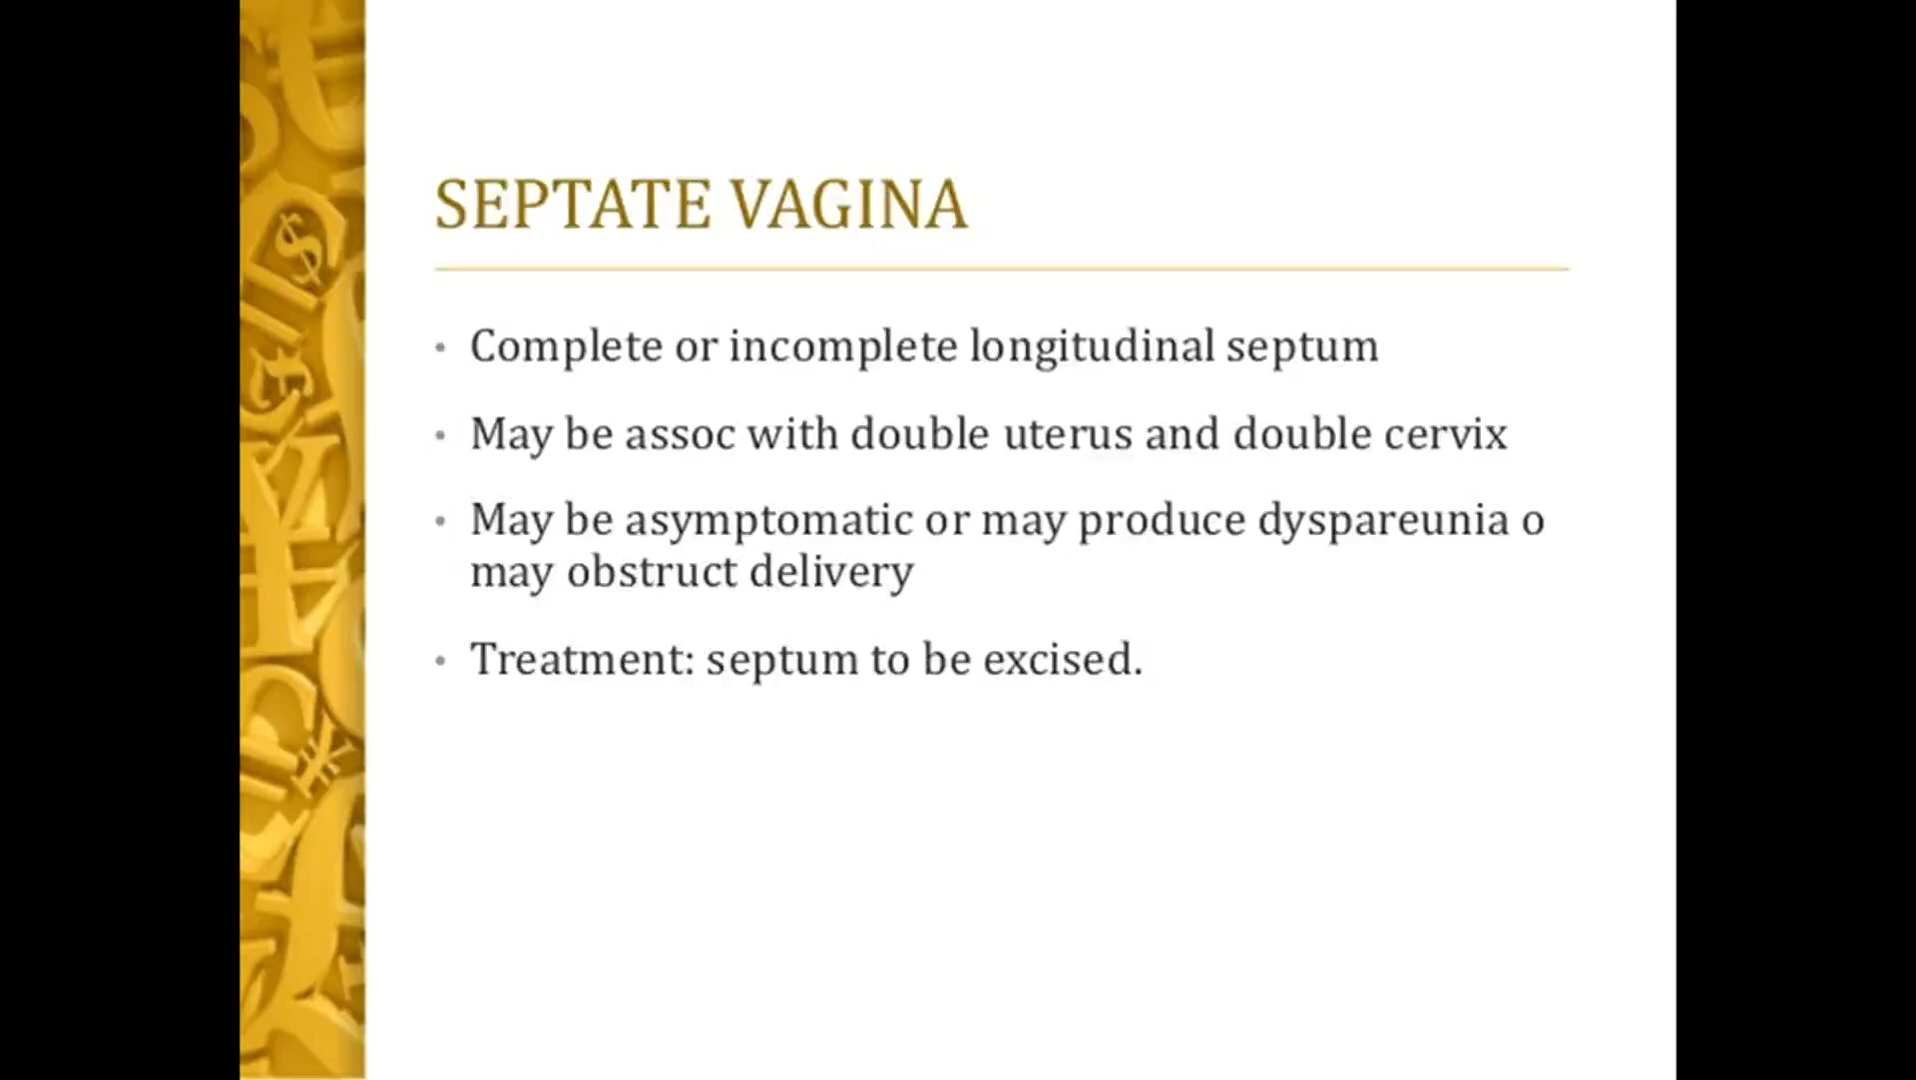 SEPTATE VAGINA
• Complete or incomplete longitudinal septum
• May be assoc with double uterus and double cervix
• May be asymptomatic or may produce dyspareunia o
may obstruct delivery
• Treatment: septum to be excised.